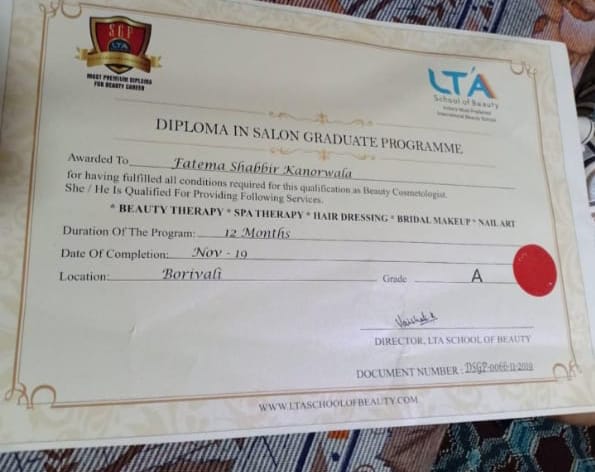 SGP
LTA
MOST PREMIUM DIPLOMA
FOR BEAUTY CAREER
LTA
School of Beauty
India's Most Preferred
International Beauty School
DIPLOMA IN SALON GRADUATE PROGRAMME
Awarded To Fatema Shabbir Kanorwala
for having fulfilled all conditions required for this qualification as Beauty Cosmetologist.
She / He Is Qualified For Providing Following Services.
* BEAUTY THERAPY * SPA THERAPY * HAIR DRESSING * BRIDAL MAKEUP * NAIL ART
Duration Of The Program: 12 Months
Date Of Completion: Nov - 19
Location: Borivali Grade A
DIRECTOR, LTA SCHOOL OF BEAUTY
DOCUMENT NUMBER : DSGP-0066-11-2019
WWW.LTASCHOOLOFBEAUTY.COM